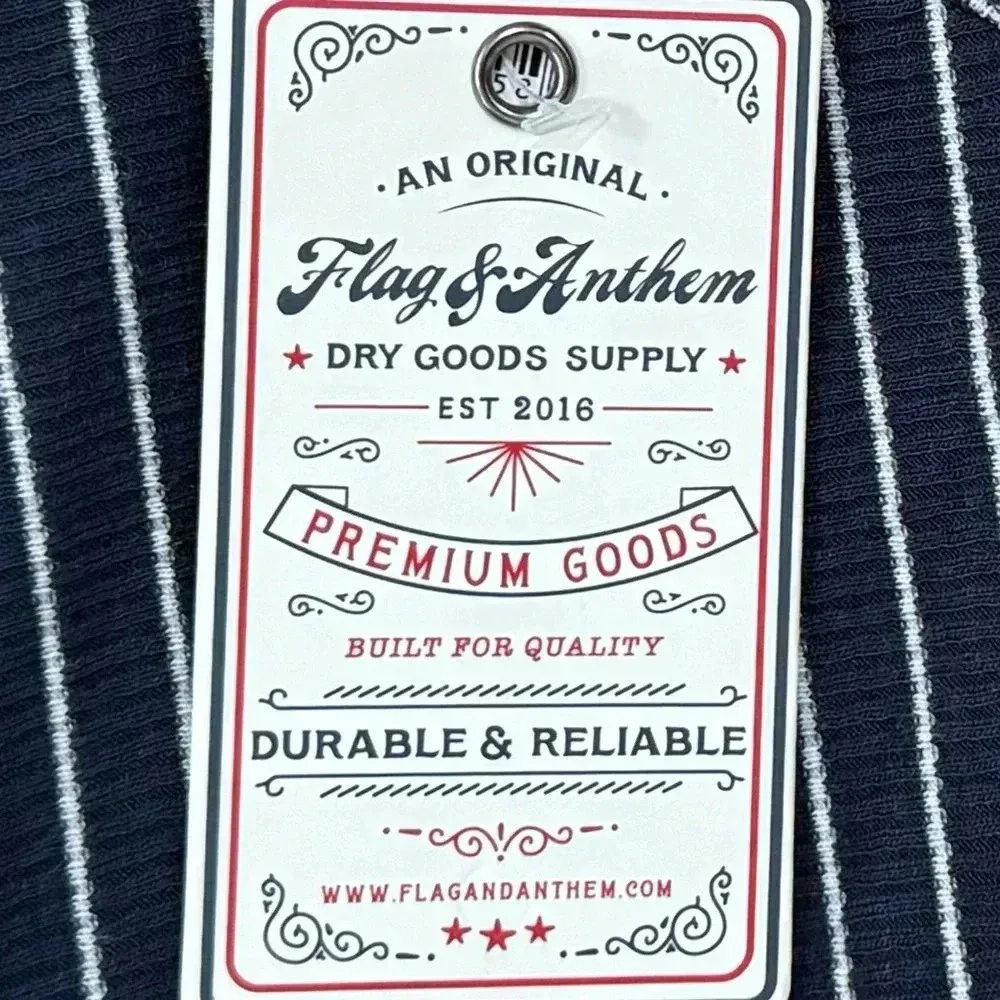 · AN ORIGINAL ·
Flag & Anthem
★ DRY GOODS SUPPLY ★
EST 2016
PREMIUM GOODS
BUILT FOR QUALITY
DURABLE & RELIABLE
WWW.FLAGANDANTHEM.COM
★ ★ ★